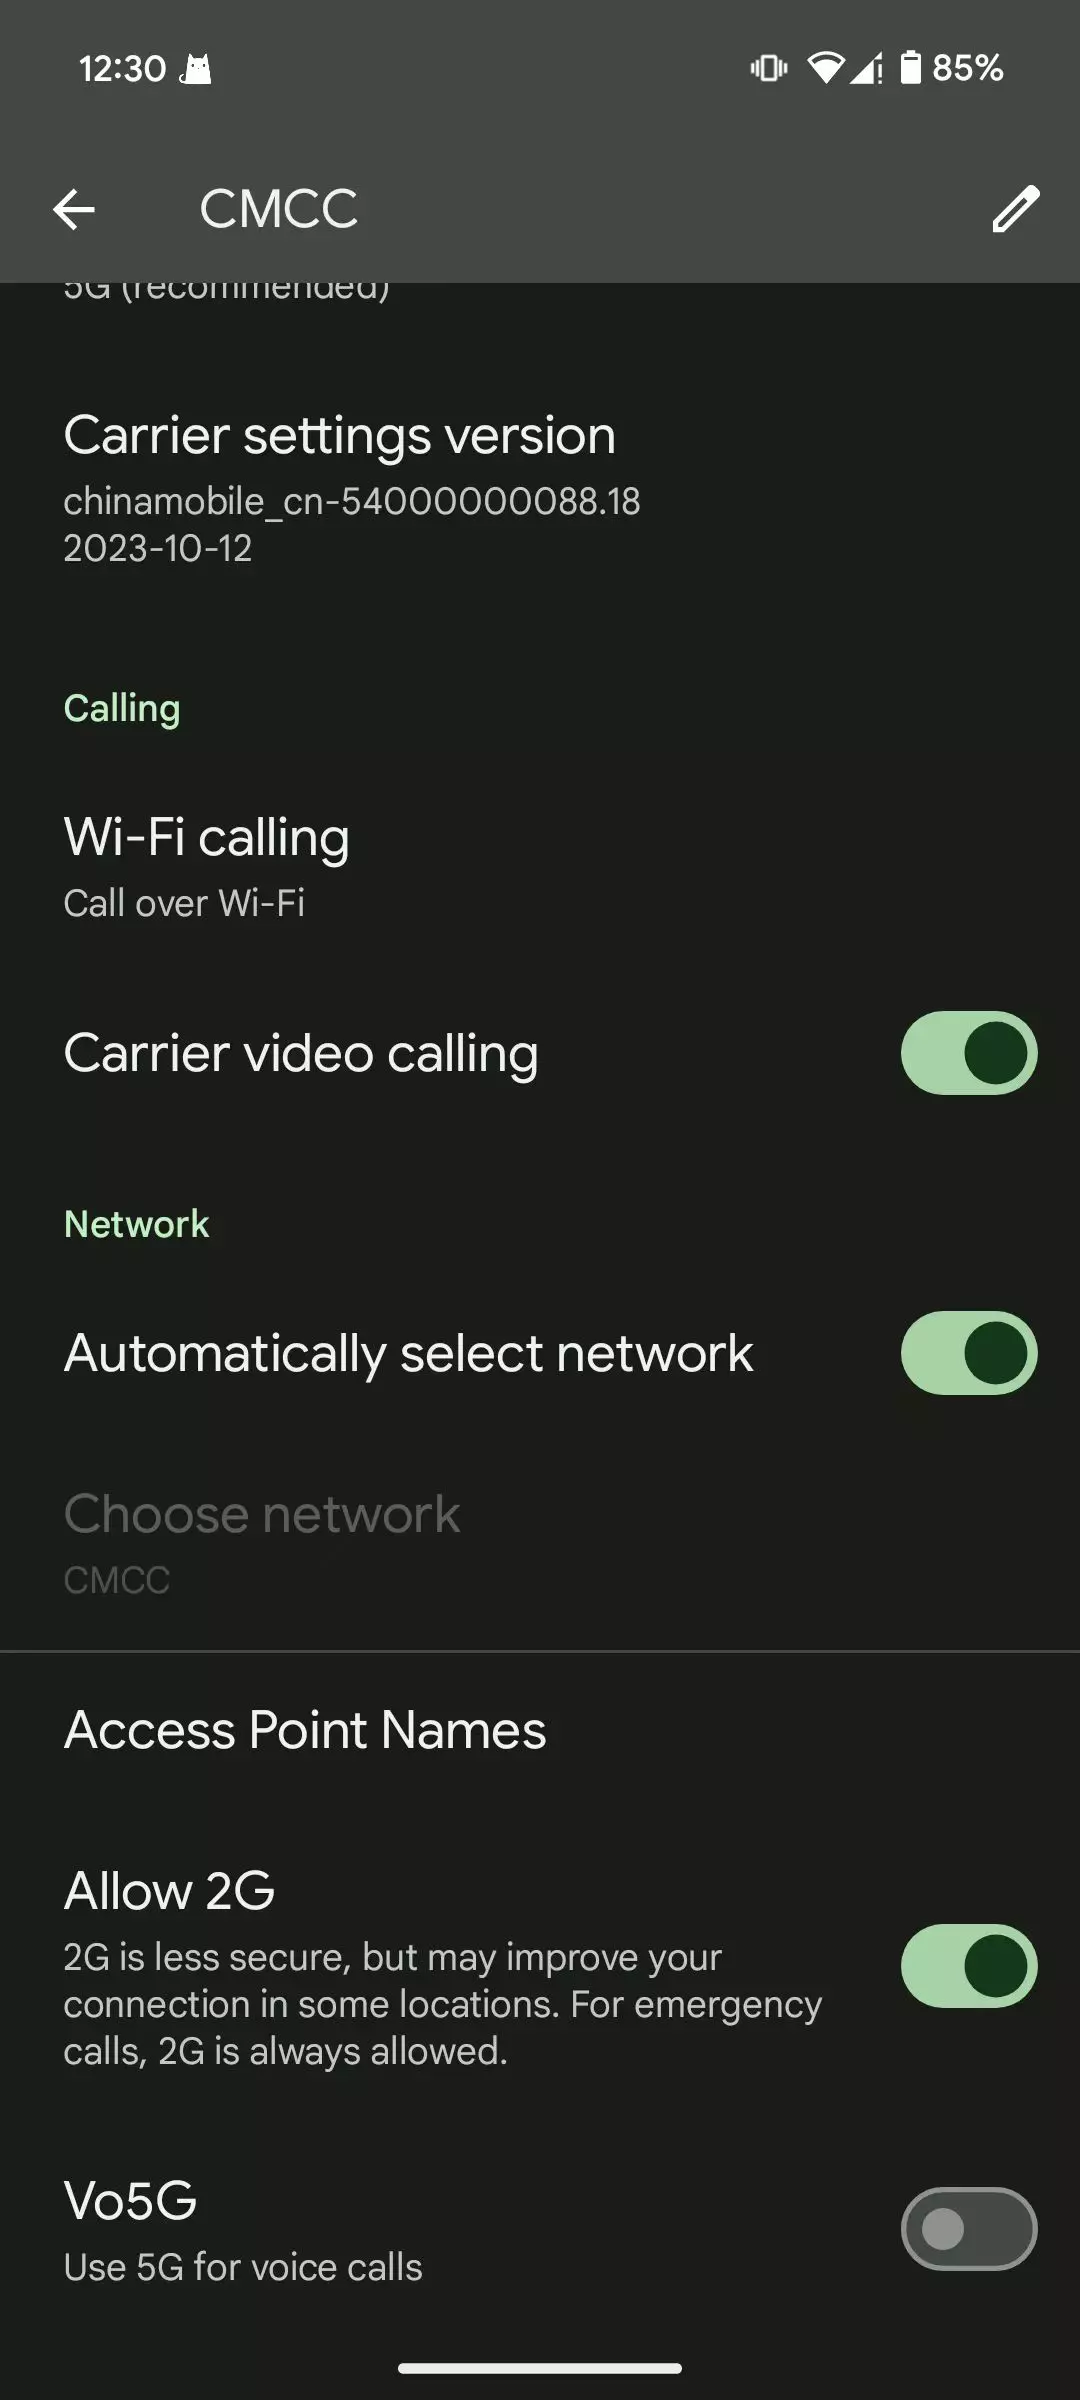 12:30 85%
CMCC
5G (recommended)
Carrier settings version
chinamobile_cn-54000000088.18
2023-10-12
Calling
Wi-Fi calling
Call over Wi-Fi
Carrier video calling
Network
Automatically select network
Choose network
CMCC
Access Point Names
Allow 2G
2G is less secure, but may improve your
connection in some locations. For emergency
calls, 2G is always allowed.
Vo5G
Use 5G for voice calls